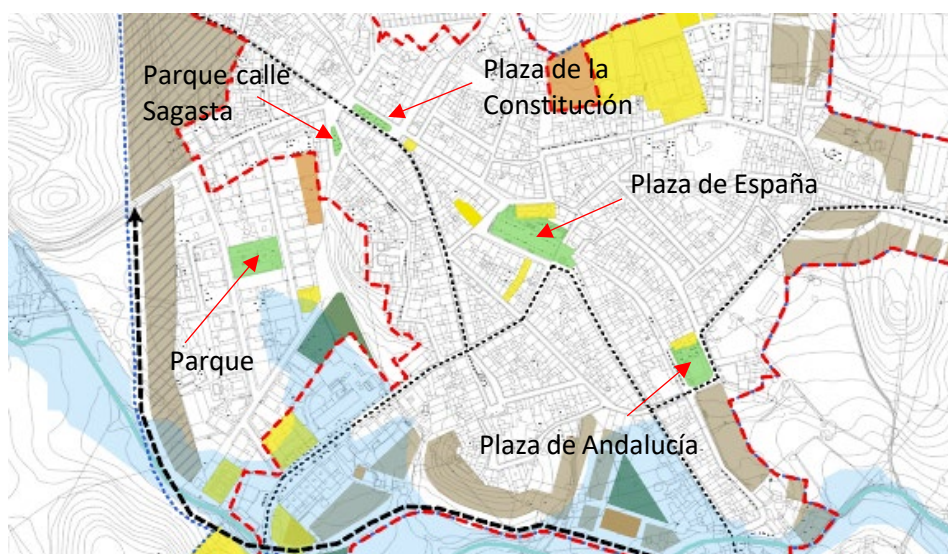 Parque calle
Sagasta
Plaza de la
Constitución
Plaza de España
Parque
Plaza de Andalucía